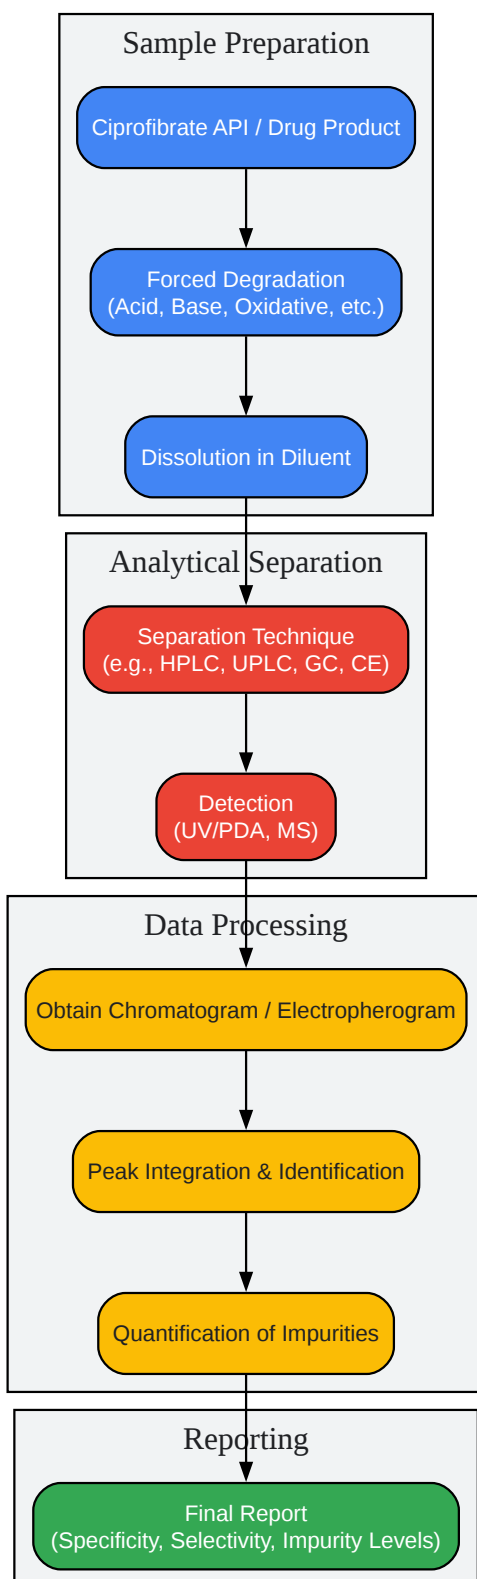 Sample Preparation
Ciprofibrate API / Drug Product
Forced Degradation
(Acid, Base, Oxidative, etc.)
Dissolution in Diluent
Analytical Separation
Separation Technique
(e.g., HPLC, UPLC, GC, CE)
Detection
(UV/PDA, MS)
Data Processing
Obtain Chromatogram / Electropherogram
Peak Integration & Identification
Quantification of Impurities
Reporting
Final Report
(Specificity, Selectivity, Impurity Levels)